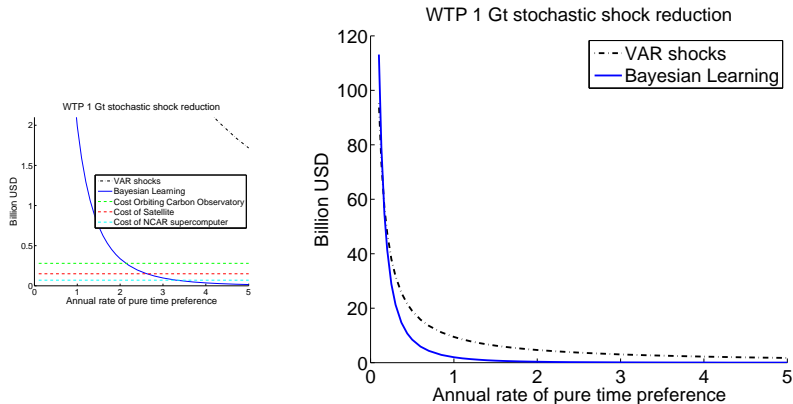 WTP 1 Gt stochastic shock reduction
2
1.5
1
0.5
0
Billion USD
VAR shocks
Bayesian Learning
Cost Orbiting Carbon Observatory
Cost of Satellite
Cost of NCAR supercomputer
0 1 2 3 4 5
Annual rate of pure time preference
WTP 1 Gt stochastic shock reduction
120
100
80
60
40
20
0
Billion USD
VAR shocks
Bayesian Learning
0 1 2 3 4 5
Annual rate of pure time preference